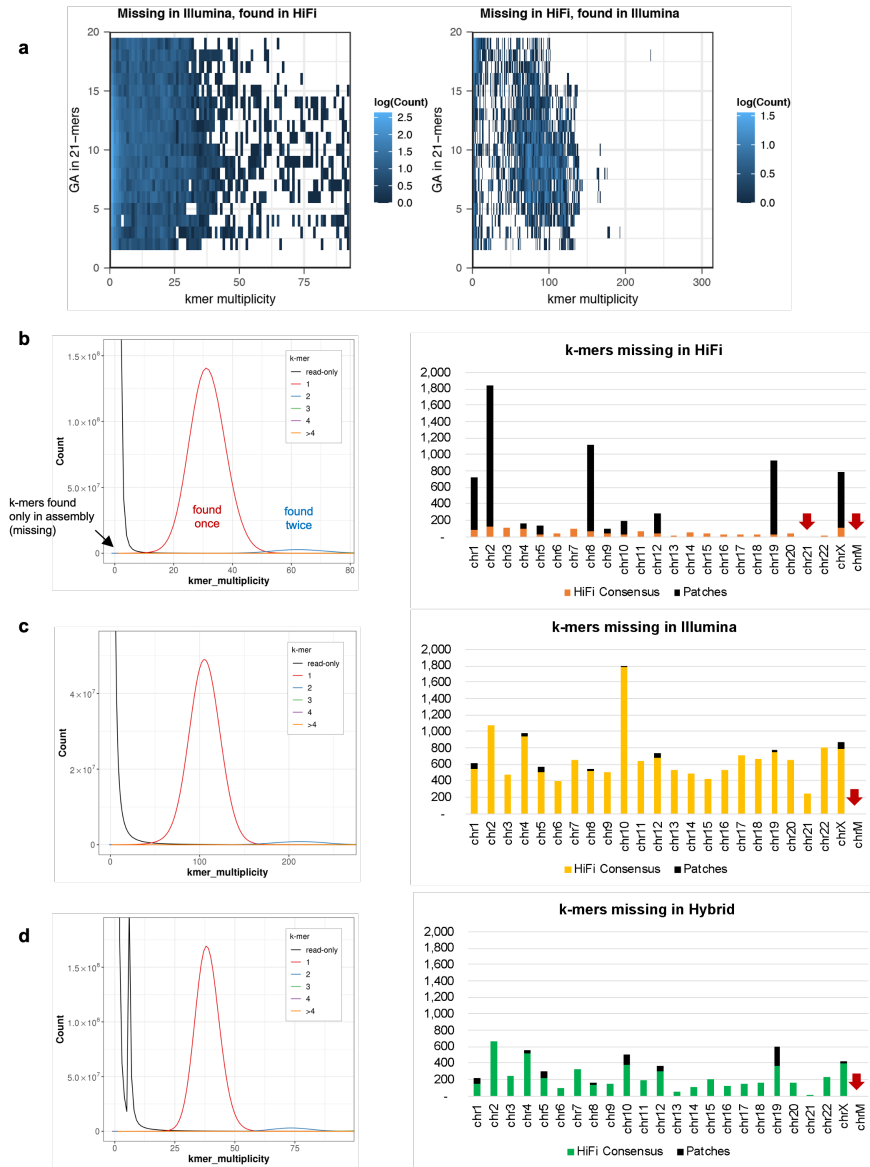 Missing in Illumina, found in HiFi
Missing in HiFi, found in Illumina
a
20
15
10
5
0
GA in 21−mers
0
25
50
75
kmer multiplicity
log(Count)
2.5
2.0
1.5
1.0
0.5
0.0
20
15
10
5
0
GA in 21−mers
0
100
200
300
kmer multiplicity
log(Count)
1.5
1.0
0.5
0.0
b
1.5×10⁸
1.0×10⁸
5.0×10⁷
0
Count
k-mer
read-only
1
2
3
4
>4
k-mers found
only in assembly
(missing)
found
once
found
twice
0
20
40
60
80
kmer_multiplicity
k-mers missing in HiFi
2,000
1,800
1,600
1,400
1,200
1,000
800
600
400
200
-
chr1
chr2
chr3
chr4
chr5
chr6
chr7
chr8
chr9
chr10
chr11
chr12
chr13
chr14
chr15
chr16
chr17
chr18
chr19
chr20
chr21
chr22
chrX
chrM
HiFi Consensus
Patches
c
4×10⁷
2×10⁷
0
Count
k-mer
read-only
1
2
3
4
>4
0
100
200
kmer_multiplicity
k-mers missing in Illumina
2,000
1,800
1,600
1,400
1,200
1,000
800
600
400
200
-
chr1
chr2
chr3
chr4
chr5
chr6
chr7
chr8
chr9
chr10
chr11
chr12
chr13
chr14
chr15
chr16
chr17
chr18
chr19
chr20
chr21
chr22
chrX
chrM
HiFi Consensus
Patches
d
1.5×10⁸
1.0×10⁸
5.0×10⁷
0
Count
k-mer
read-only
1
2
3
4
>4
0
25
50
75
kmer_multiplicity
k-mers missing in Hybrid
2,000
1,800
1,600
1,400
1,200
1,000
800
600
400
200
-
chr1
chr2
chr3
chr4
chr5
chr6
chr7
chr8
chr9
chr10
chr11
chr12
chr13
chr14
chr15
chr16
chr17
chr18
chr19
chr20
chr21
chr22
chrX
chrM
HiFi Consensus
Patches